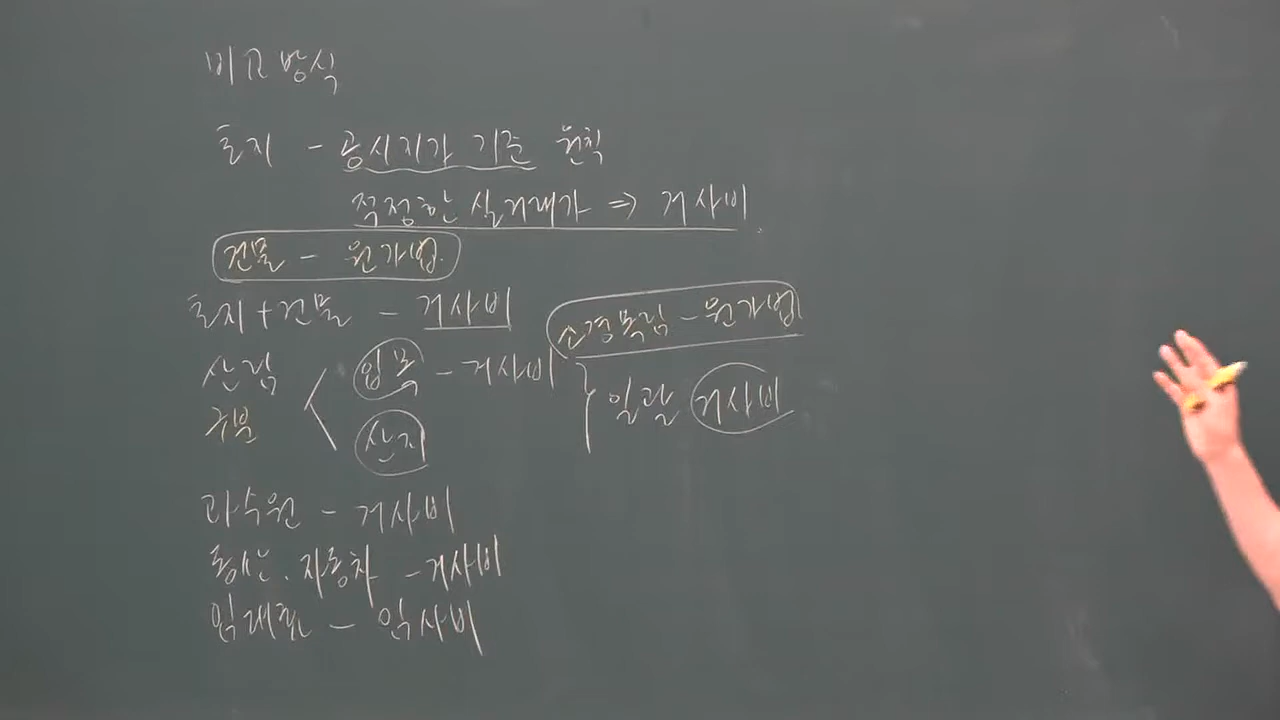 비교방식
토지 - 공시지가 기준 원칙
적정한 실거래가 ⇒ 거사비
건물 - 원가법
토지+건물 - 거사비
소경목림 - 원가법
산림
입목 - 거사비
일괄 거사비
구분
산지
과수원 - 거사비
동산. 자동차 - 거사비
임대료 - 임사비